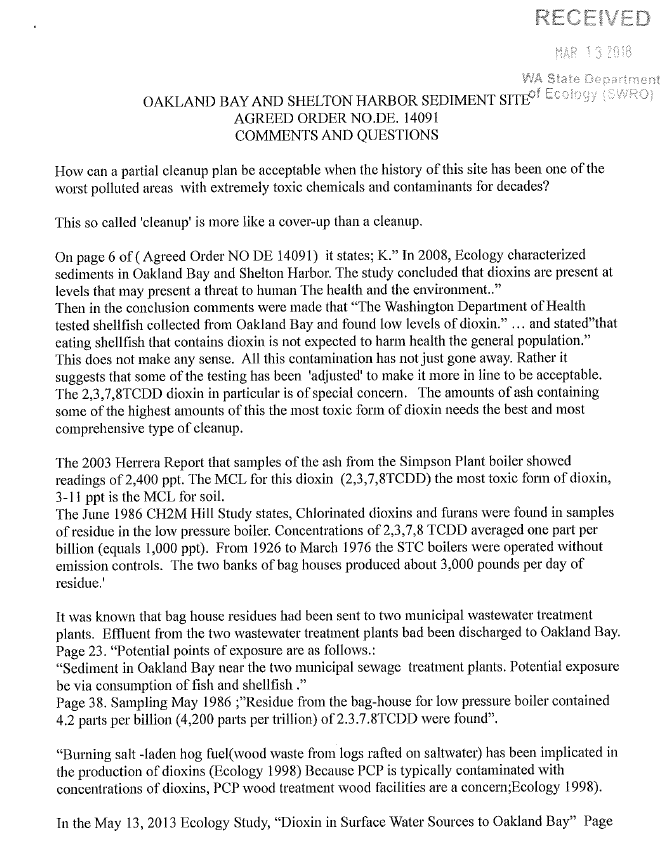 RECEIVED
MAR 13 2018
WA State Department
of Ecology (SWRO)
OAKLAND BAY AND SHELTON HARBOR SEDIMENT SITE
AGREED ORDER NO.DE. 14091
COMMENTS AND QUESTIONS
How can a partial cleanup plan be acceptable when the history of this site has been one of the
worst polluted areas with extremely toxic chemicals and contaminants for decades?
This so called 'cleanup' is more like a cover-up than a cleanup.
On page 6 of ( Agreed Order NO DE 14091) it states; K.” In 2008, Ecology characterized
sediments in Oakland Bay and Shelton Harbor. The study concluded that dioxins are present at
levels that may present a threat to human The health and the environment..”
Then in the conclusion comments were made that “The Washington Department of Health
tested shellfish collected from Oakland Bay and found low levels of dioxin.” ... and stated”that
eating shellfish that contains dioxin is not expected to harm health the general population.”
This does not make any sense. All this contamination has not just gone away. Rather it
suggests that some of the testing has been 'adjusted' to make it more in line to be acceptable.
The 2,3,7,8TCDD dioxin in particular is of special concern. The amounts of ash containing
some of the highest amounts of this the most toxic form of dioxin needs the best and most
comprehensive type of cleanup.
The 2003 Herrera Report that samples of the ash from the Simpson Plant boiler showed
readings of 2,400 ppt. The MCL for this dioxin (2,3,7,8TCDD) the most toxic form of dioxin,
3-11 ppt is the MCL for soil.
The June 1986 CH2M Hill Study states, Chlorinated dioxins and furans were found in samples
of residue in the low pressure boiler. Concentrations of 2,3,7,8 TCDD averaged one part per
billion (equals 1,000 ppt). From 1926 to March 1976 the STC boilers were operated without
emission controls. The two banks of bag houses produced about 3,000 pounds per day of
residue.'
It was known that bag house residues had been sent to two municipal wastewater treatment
plants. Effluent from the two wastewater treatment plants bad been discharged to Oakland Bay.
Page 23. “Potential points of exposure are as follows.:
“Sediment in Oakland Bay near the two municipal sewage treatment plants. Potential exposure
be via consumption of fish and shellfish .”
Page 38. Sampling May 1986 ;”Residue from the bag-house for low pressure boiler contained
4.2 parts per billion (4,200 parts per trillion) of 2.3.7.8TCDD were found”.
“Burning salt -laden hog fuel(wood waste from logs rafted on saltwater) has been implicated in
the production of dioxins (Ecology 1998) Because PCP is typically contaminated with
concentrations of dioxins, PCP wood treatment wood facilities are a concern;Ecology 1998).
In the May 13, 2013 Ecology Study, “Dioxin in Surface Water Sources to Oakland Bay” Page